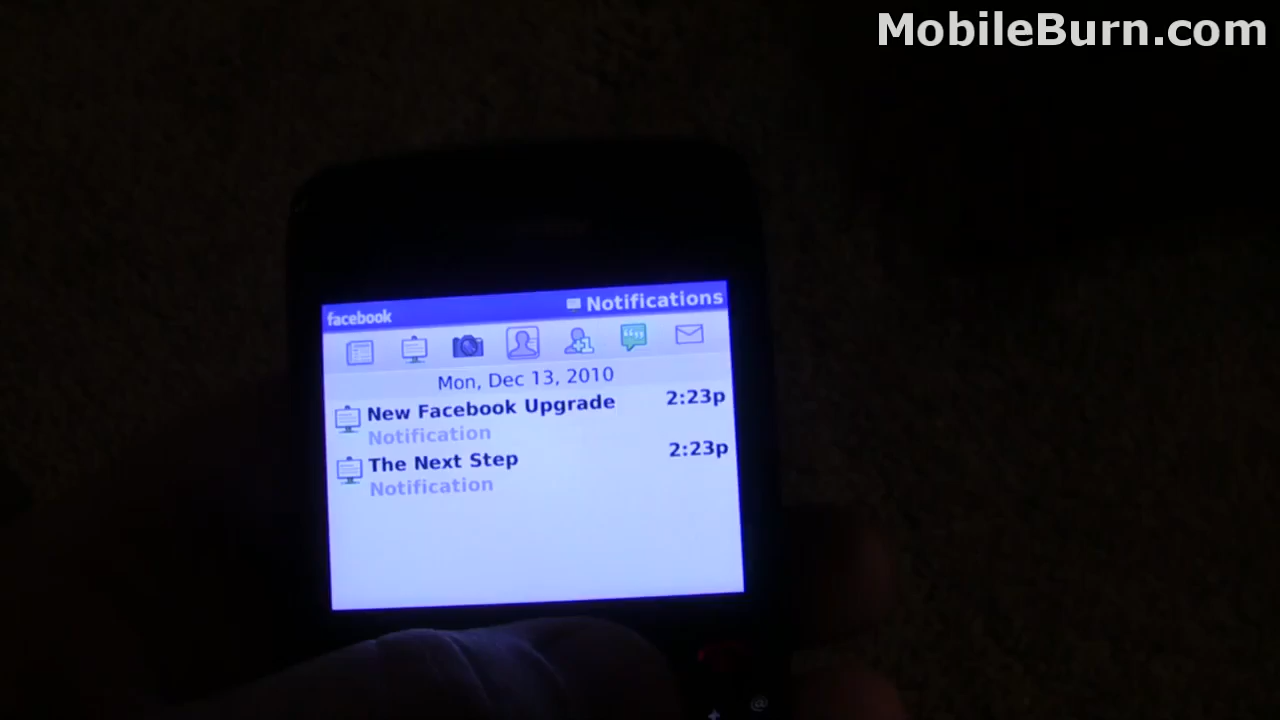 MobileBurn.com
facebook
Notifications
+1
Mon, Dec 13, 2010
New Facebook Upgrade 2:23p
Notification
The Next Step 2:23p
Notification
@